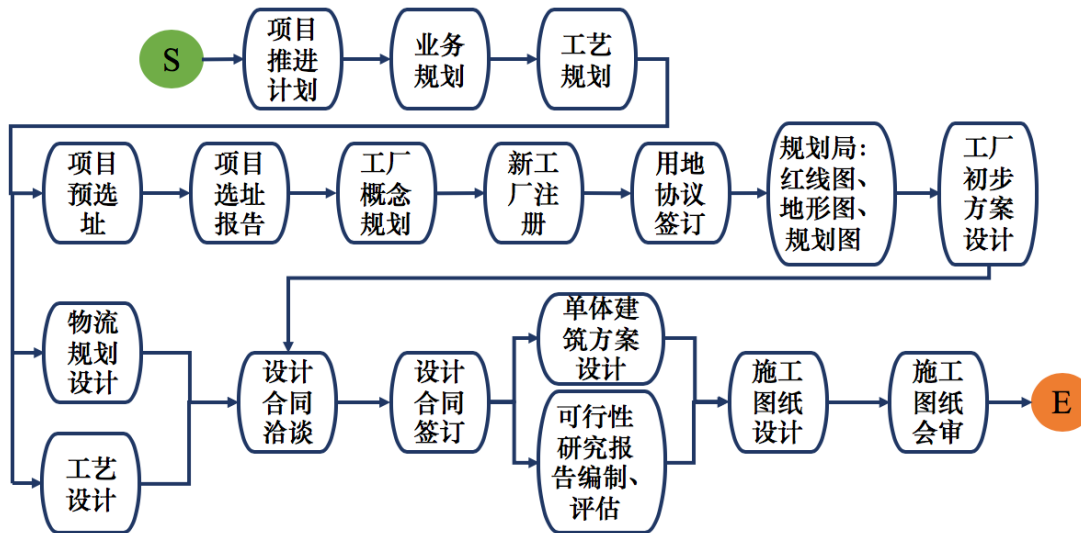 S
项目
推进
计划
业务
规划
工艺
规划
项目
预选
址
项目
选址
报告
工厂
概念
规划
新工
厂注
册
用地
协议
签订
规划局：
红线图、
地形图、
规划图
工厂
初步
方案
设计
物流
规划
设计
工艺
设计
设计
合同
洽谈
设计
合同
签订
单体建
筑方案
设计
可行性
研究报
告编制、
评估
施工
图纸
设计
施工
图纸
会审
E